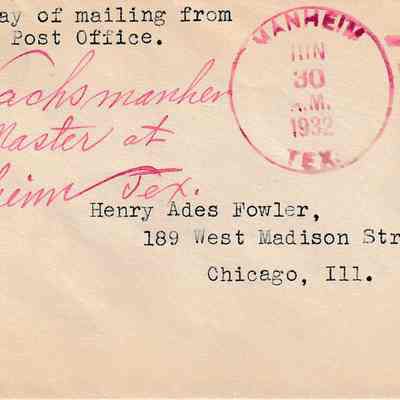 ay of mailing from
Post Office.
achsmanhen
Master at
heim Tex.
MANHEIM
JUN
30
A.M.
1932
TEX.
Henry Ades Fowler,
189 West Madison Str
Chicago, Ill.